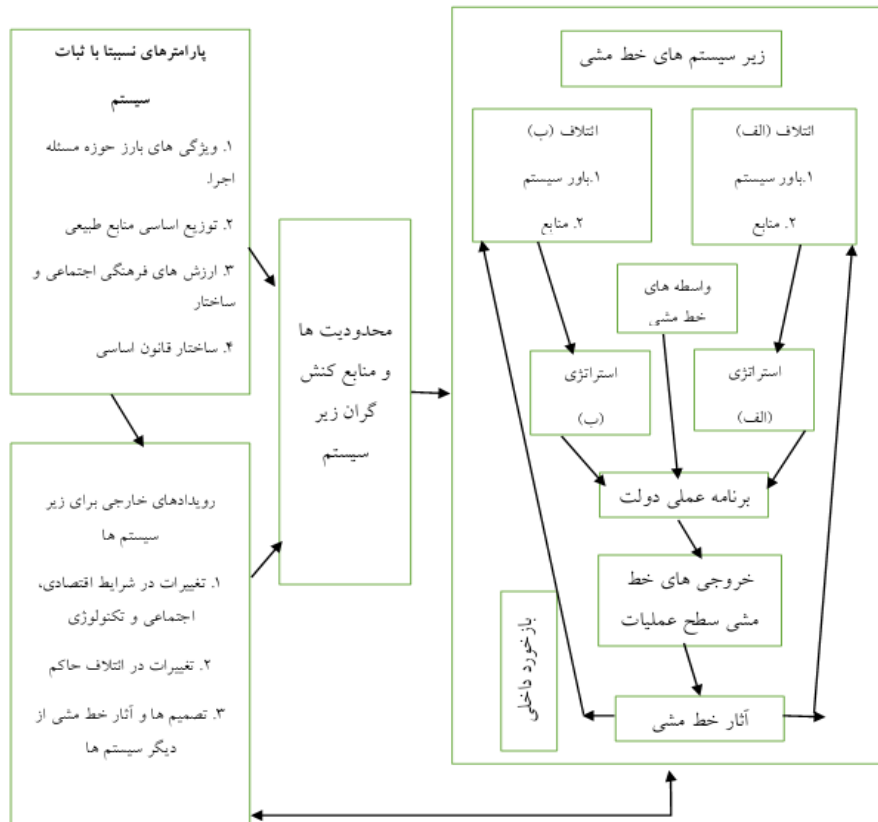 پارامترهای نسبتا با ثبات
سیستم
۱. ویژگی های بارز حوزه مسئله
اجرا.
۲. توزیع اساسی منابع طبیعی
۳. ارزش های فرهنگی اجتماعی و
ساختار
۴. ساختار قانون اساسی
رویدادهای خارجی برای زیر
سیستم ها
۱. تغییرات در شرایط اقتصادی،
اجتماعی و تکنولوژی
۲. تغییرات در ائتلاف حاکم
۳. تصمیم ها و آثار خط مشی از
دیگر سیستم ها
محدودیت ها
و منابع کنش
گران زیر
سیستم
زیر سیستم های خط مشی
ائتلاف (الف)
۱.باور سیستم
۲. منابع
ائتلاف (ب)
۱.باور سیستم
۲. منابع
واسطه های
خط مشی
استراتژی
(الف)
استراتژی
(ب)
برنامه عملی دولت
خروجی های خط
مشی سطح عملیات
آثار خط مشی
بازخورد داخلی